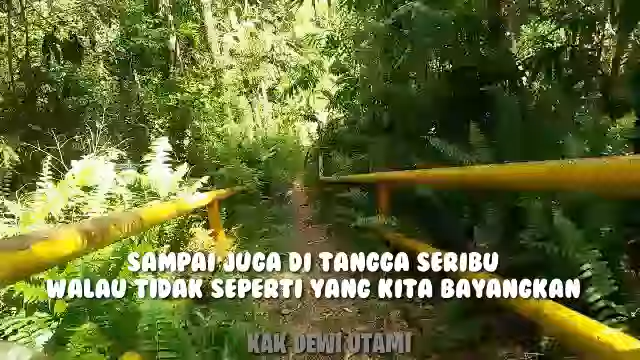 SAMPAI JUGA DI TANGGA SERIBU
WALAU TIDAK SEPERTI YANG KITA BAYANGKAN
KAK DEWI UTAMI